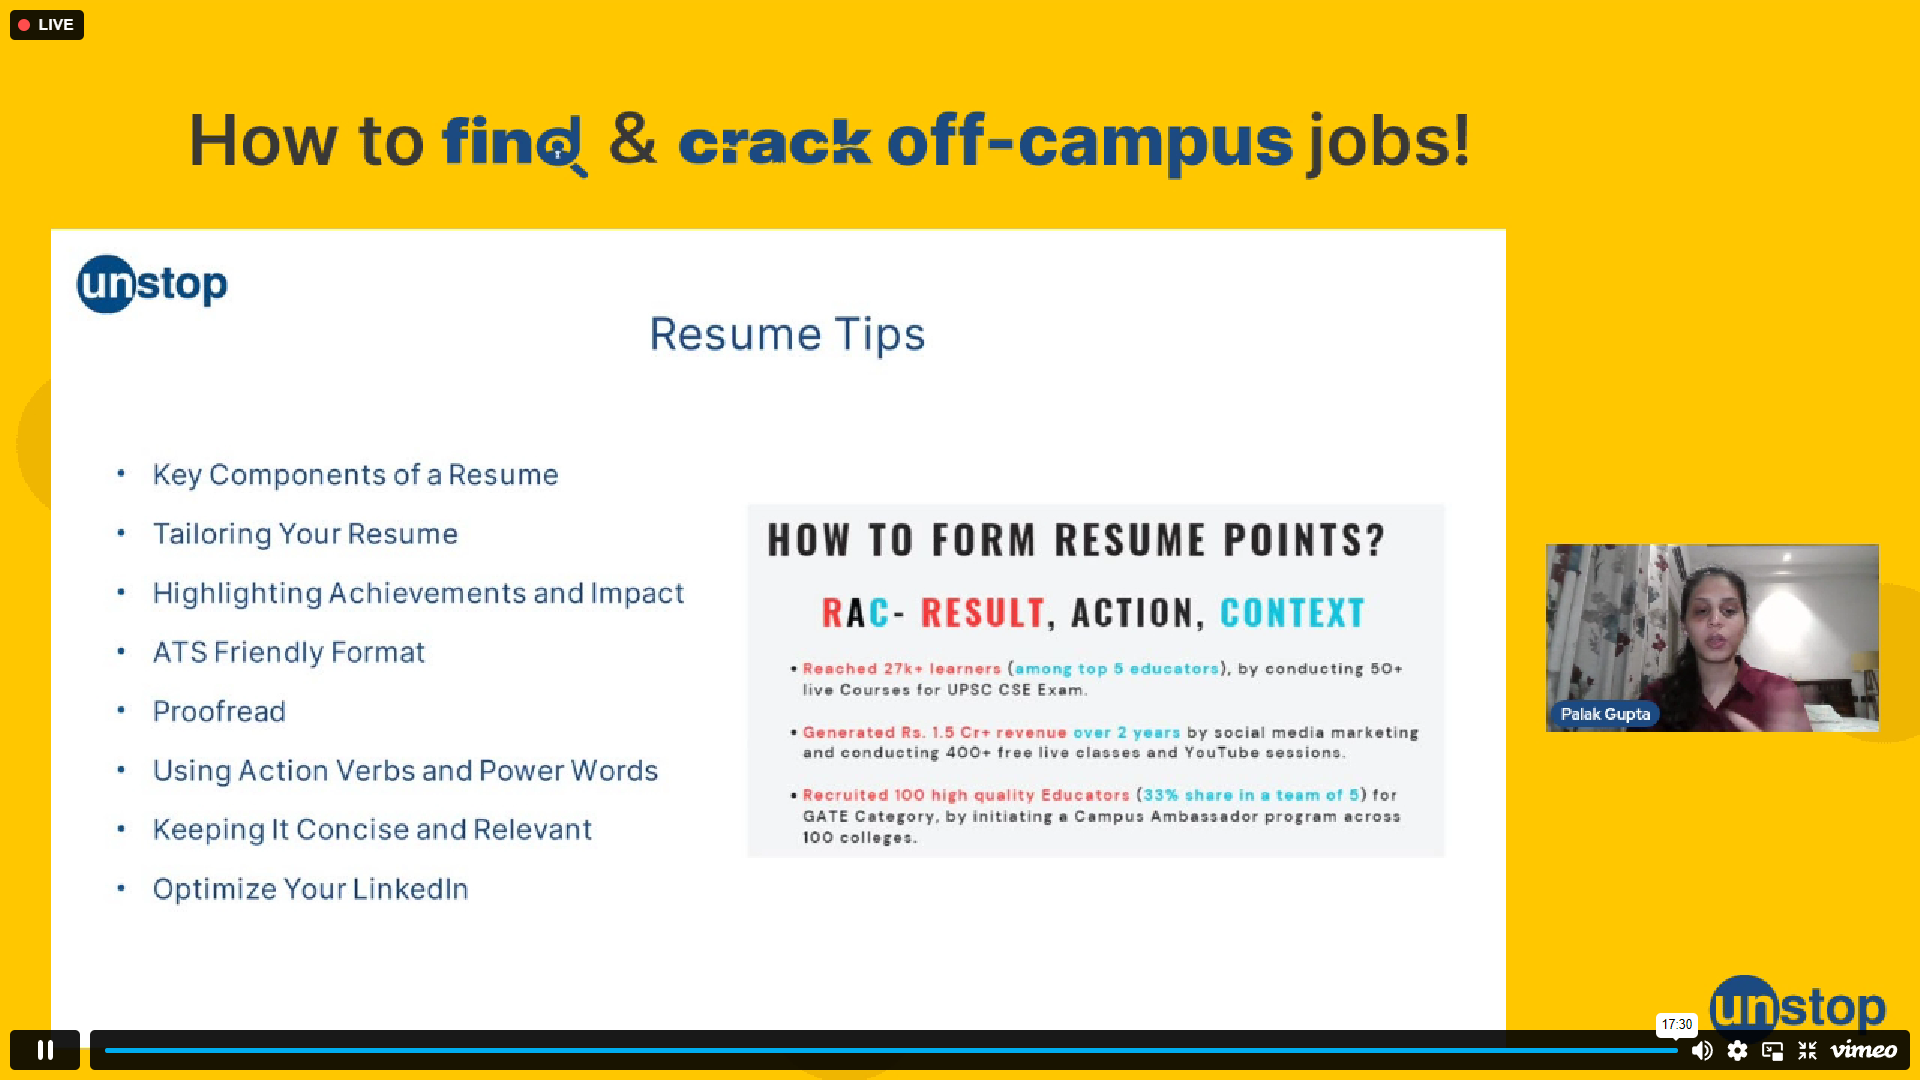 LIVE
How to find & crack off-campus jobs!
unstop
Resume Tips
• Key Components of a Resume
• Tailoring Your Resume
• Highlighting Achievements and Impact
• ATS Friendly Format
• Proofread
• Using Action Verbs and Power Words
• Keeping It Concise and Relevant
• Optimize Your LinkedIn
HOW TO FORM RESUME POINTS?
RAC- RESULT, ACTION, CONTEXT
• Reached 27k+ learners (among top 5 educators), by conducting 50+
live Courses for UPSC CSE Exam.
• Generated Rs. 1.5 Cr+ revenue over 2 years by social media marketing
and conducting 400+ free live classes and YouTube sessions.
• Recruited 100 high quality Educators (33% share in a team of 5) for
GATE Category, by initiating a Campus Ambassador program across
100 colleges.
Palak Gupta
unstop
17:30
vimeo